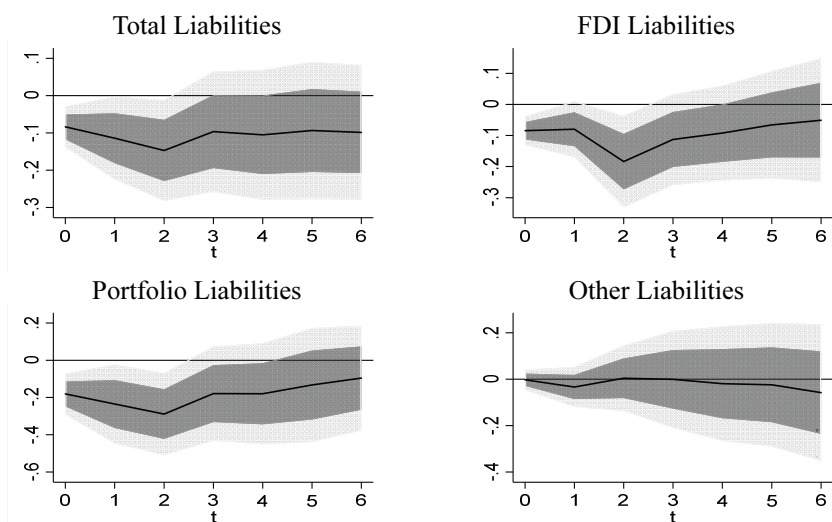 Total Liabilities
.1
0
-.1
-.2
-.3
0 1 2 3 4 5 6
t
FDI Liabilities
.1
0
-.1
-.2
-.3
0 1 2 3 4 5 6
t
Portfolio Liabilities
.2
0
-.2
-.4
-.6
0 1 2 3 4 5 6
t
Other Liabilities
.2
0
-.2
-.4
0 1 2 3 4 5 6
t